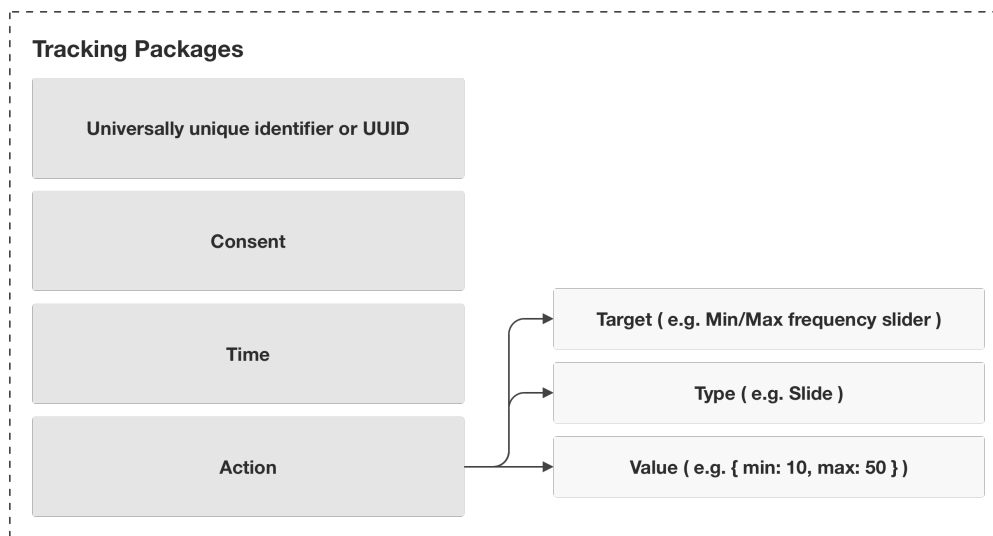 Tracking Packages
Universally unique identifier or UUID
Consent
Time
Action
Target ( e.g. Min/Max frequency slider )
Type ( e.g. Slide )
Value ( e.g. { min: 10, max: 50 } )